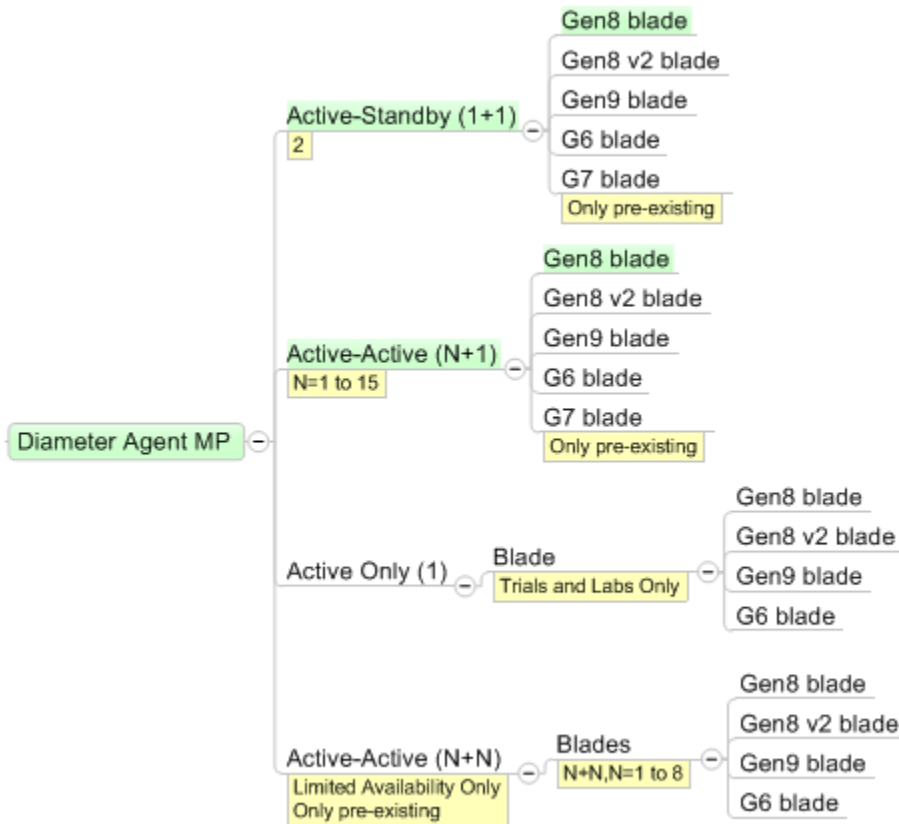 Diameter Agent MP
Active-Standby (1+1)
2
Gen8 blade
Gen8 v2 blade
Gen9 blade
G6 blade
G7 blade
Only pre-existing
Active-Active (N+1)
N=1 to 15
Gen8 blade
Gen8 v2 blade
Gen9 blade
G6 blade
G7 blade
Only pre-existing
Active Only (1)
Blade
Trials and Labs Only
Gen8 blade
Gen8 v2 blade
Gen9 blade
G6 blade
Active-Active (N+N)
Limited Availability Only
Only pre-existing
Blades
N+N,N=1 to 8
Gen8 blade
Gen8 v2 blade
Gen9 blade
G6 blade